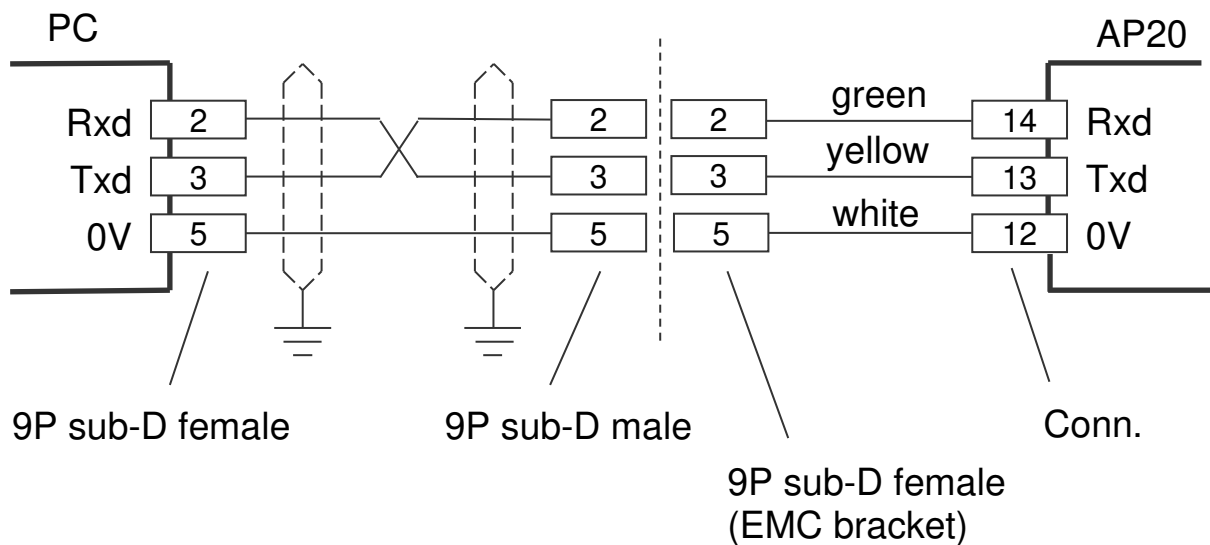 PC
AP20
Rxd 2 2 2 green 14 Rxd
Txd 3 3 3 yellow 13 Txd
0V 5 5 5 white 12 0V
9P sub-D female
9P sub-D male
Conn.
9P sub-D female
(EMC bracket)